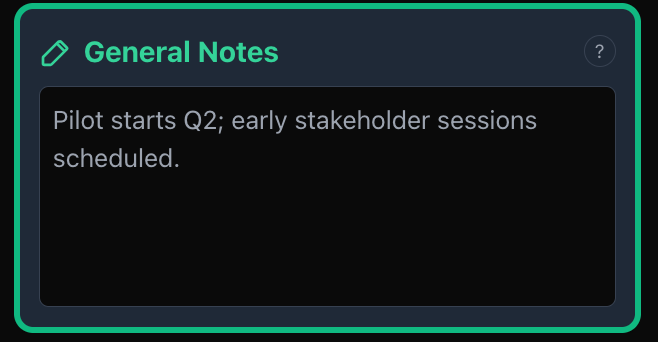 General Notes
?
Pilot starts Q2; early stakeholder sessions
scheduled.